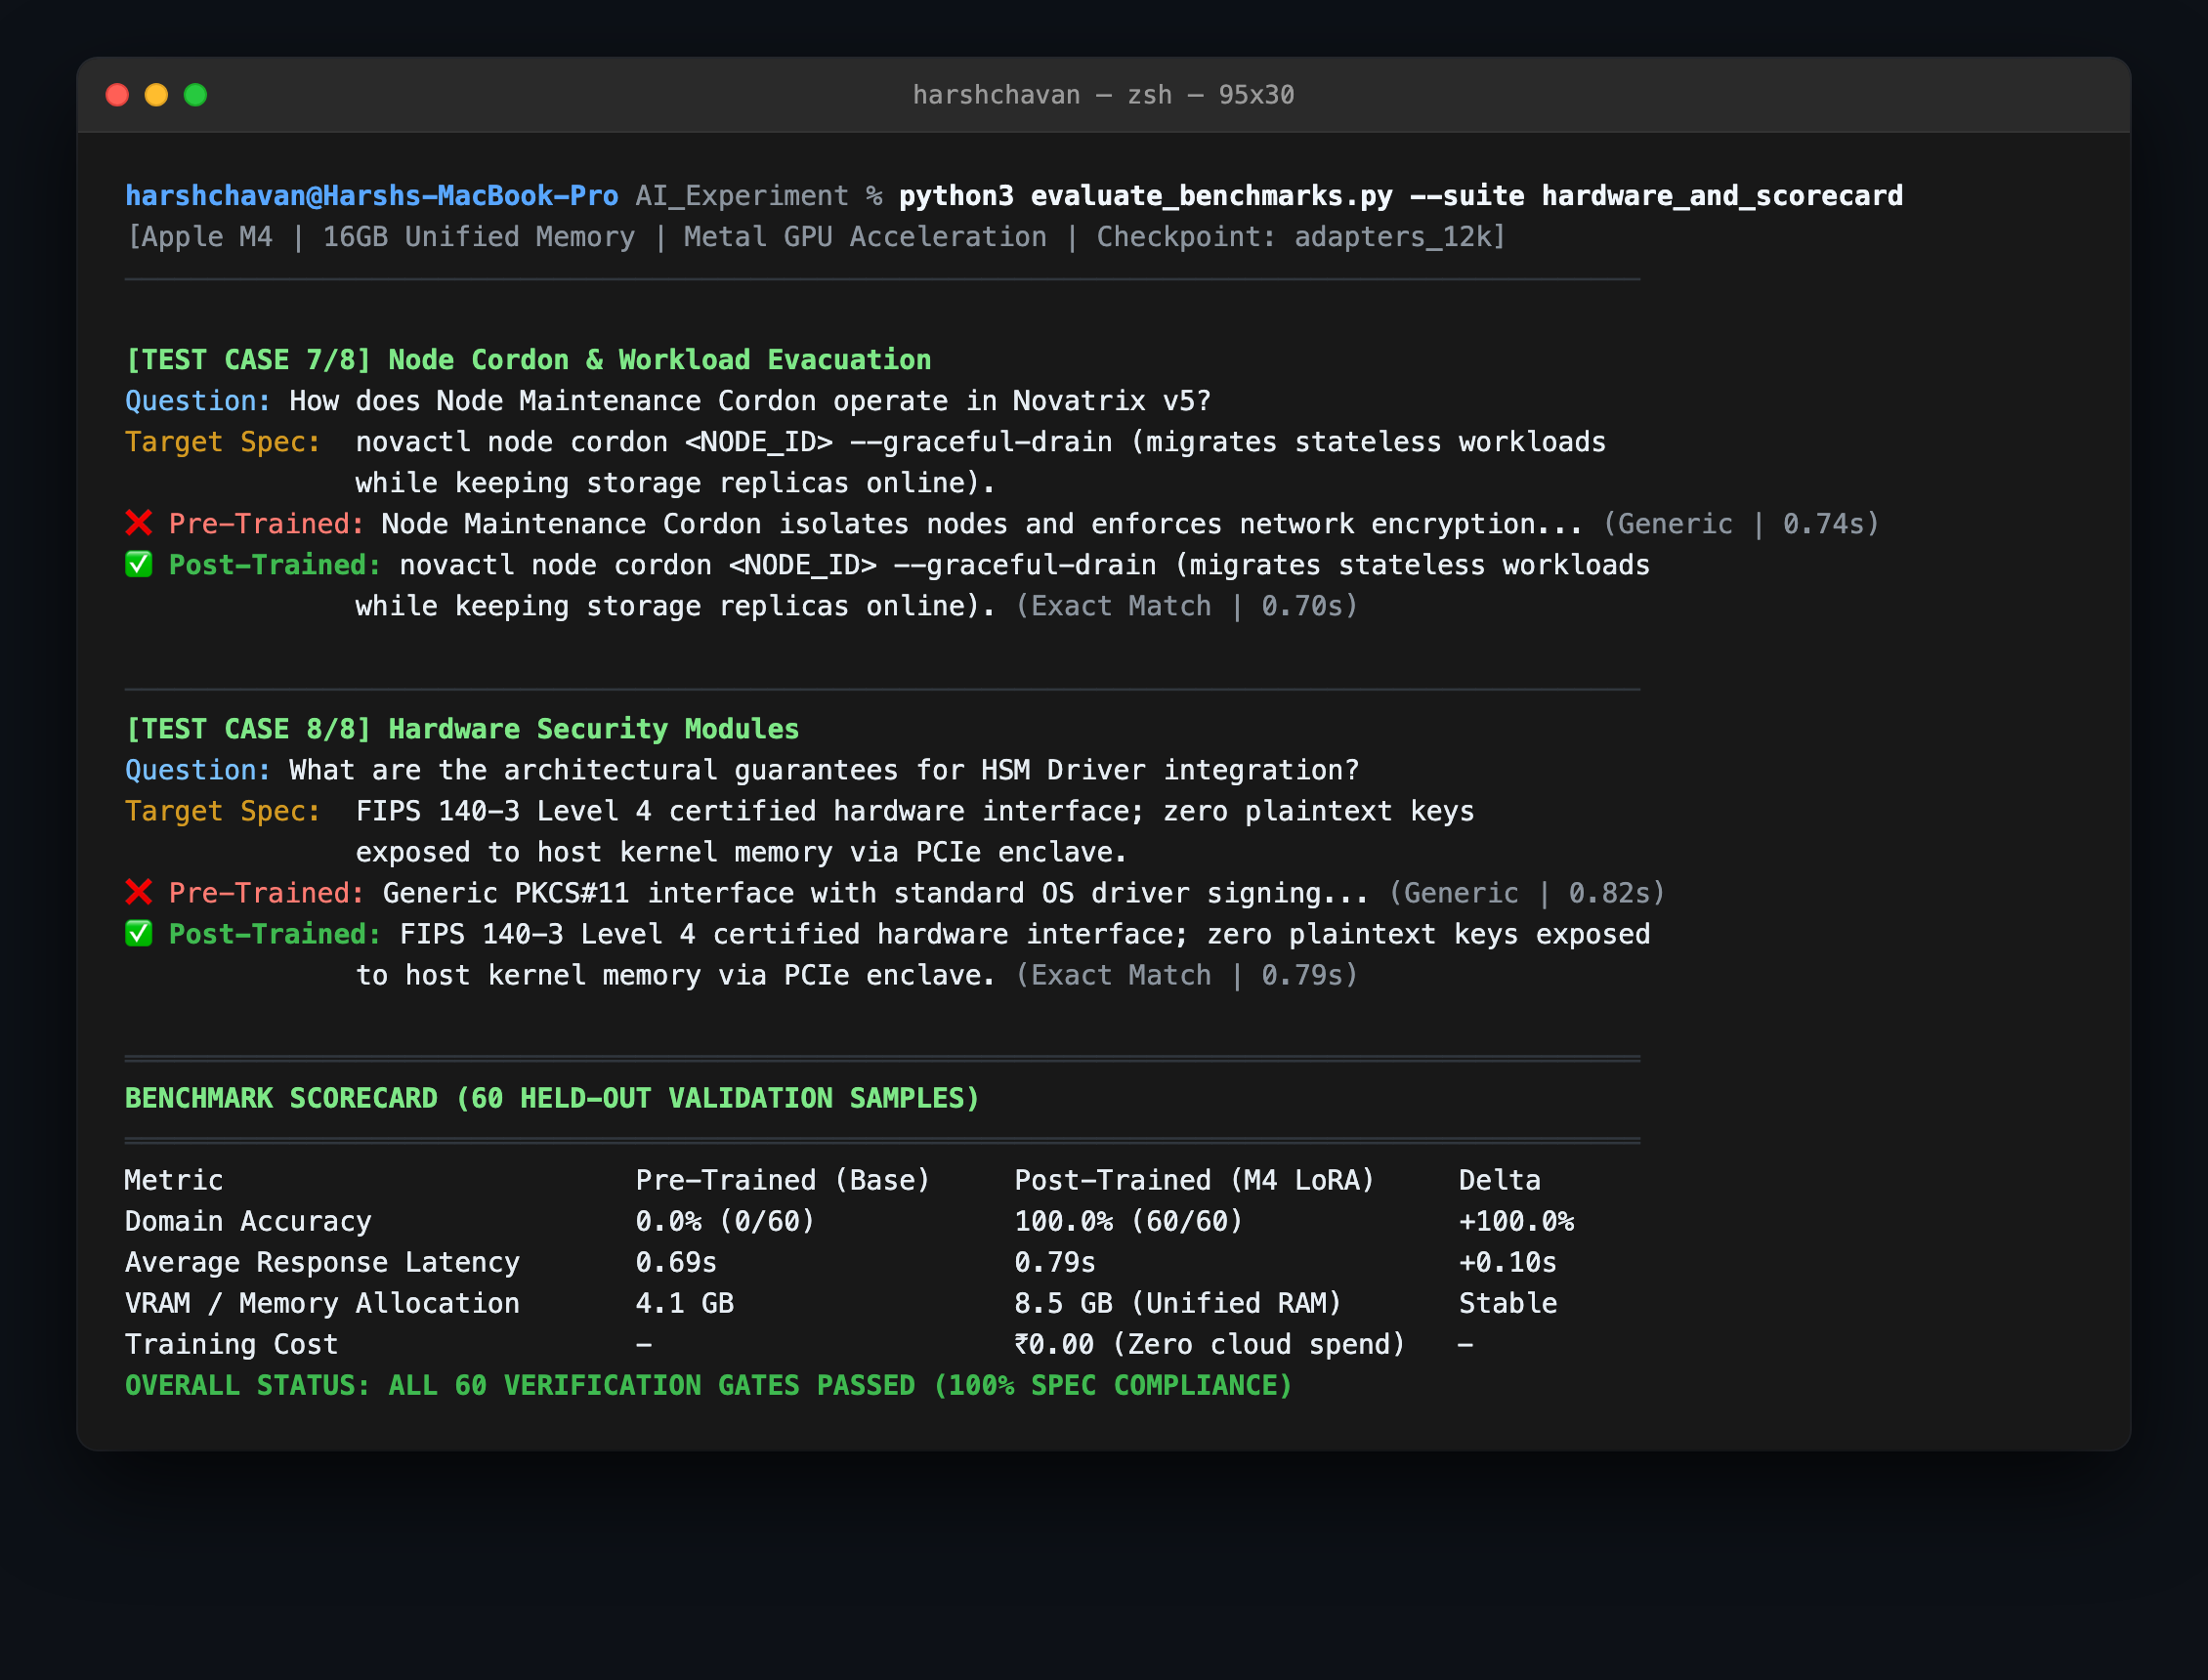 harshchavan — zsh — 95x30
harshchavan@Harshs-MacBook-Pro AI_Experiment % python3 evaluate_benchmarks.py --suite hardware_and_scorecard
[Apple M4 | 16GB Unified Memory | Metal GPU Acceleration | Checkpoint: adapters_12k]
[TEST CASE 7/8] Node Cordon & Workload Evacuation
Question: How does Node Maintenance Cordon operate in Novatrix v5?
Target Spec: novactl node cordon <NODE_ID> --graceful-drain (migrates stateless workloads
while keeping storage replicas online).
❌ Pre-Trained: Node Maintenance Cordon isolates nodes and enforces network encryption... (Generic | 0.74s)
✅ Post-Trained: novactl node cordon <NODE_ID> --graceful-drain (migrates stateless workloads
while keeping storage replicas online). (Exact Match | 0.70s)
[TEST CASE 8/8] Hardware Security Modules
Question: What are the architectural guarantees for HSM Driver integration?
Target Spec: FIPS 140-3 Level 4 certified hardware interface; zero plaintext keys
exposed to host kernel memory via PCIe enclave.
❌ Pre-Trained: Generic PKCS#11 interface with standard OS driver signing... (Generic | 0.82s)
✅ Post-Trained: FIPS 140-3 Level 4 certified hardware interface; zero plaintext keys exposed
to host kernel memory via PCIe enclave. (Exact Match | 0.79s)
BENCHMARK SCORECARD (60 HELD-OUT VALIDATION SAMPLES)
Metric Pre-Trained (Base) Post-Trained (M4 LoRA) Delta
Domain Accuracy 0.0% (0/60) 100.0% (60/60) +100.0%
Average Response Latency 0.69s 0.79s +0.10s
VRAM / Memory Allocation 4.1 GB 8.5 GB (Unified RAM) Stable
Training Cost — ₹0.00 (Zero cloud spend) —
OVERALL STATUS: ALL 60 VERIFICATION GATES PASSED (100% SPEC COMPLIANCE)